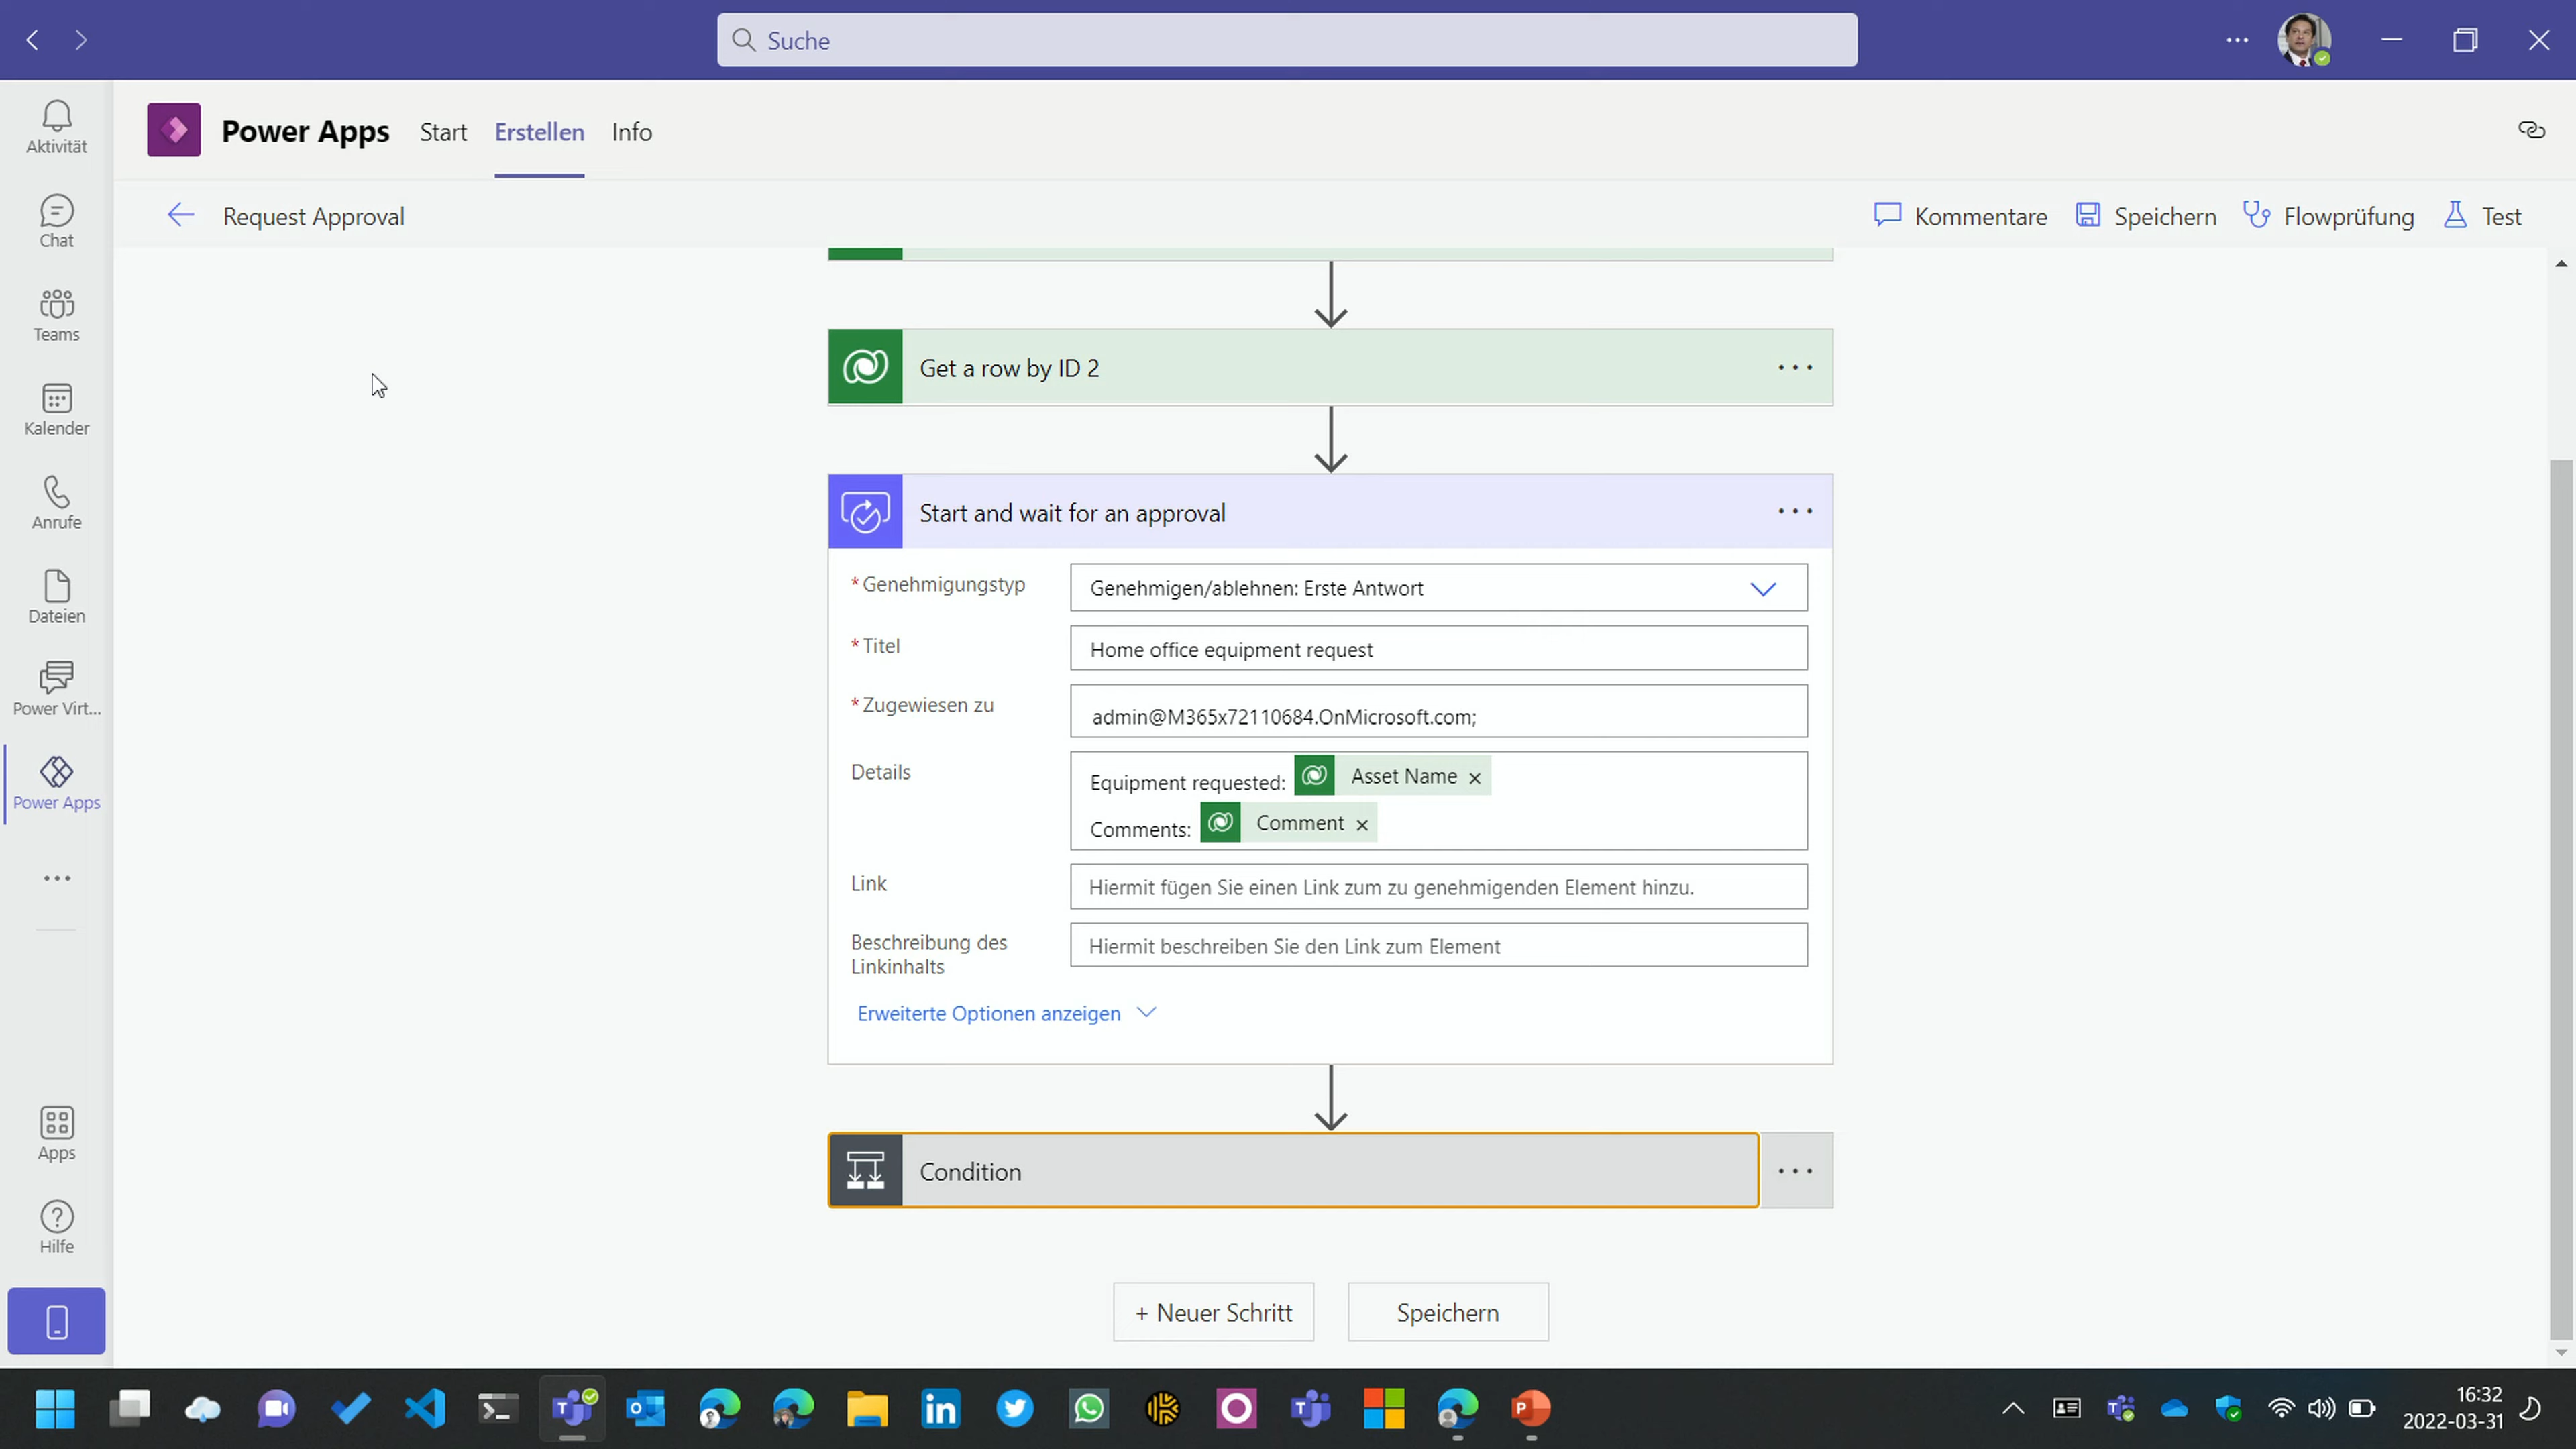 Suche
Aktivität
Chat
Teams
Kalender
Anrufe
Dateien
Power Virt...
Power Apps
Apps
Hilfe
Power Apps Start Erstellen Info
Request Approval Kommentare Speichern Flowprüfung Test
Get a row by ID 2
Start and wait for an approval
* Genehmigungstyp Genehmigen/ablehnen: Erste Antwort
* Titel Home office equipment request
* Zugewiesen zu admin@M365x72110684.OnMicrosoft.com;
Details Equipment requested: Asset Name ×
Comments: Comment ×
Link Hiermit fügen Sie einen Link zum zu genehmigenden Element hinzu.
Beschreibung des Hiermit beschreiben Sie den Link zum Element
Linkinhalts
Erweiterte Optionen anzeigen
Condition
+ Neuer Schritt Speichern
16:32
2022-03-31